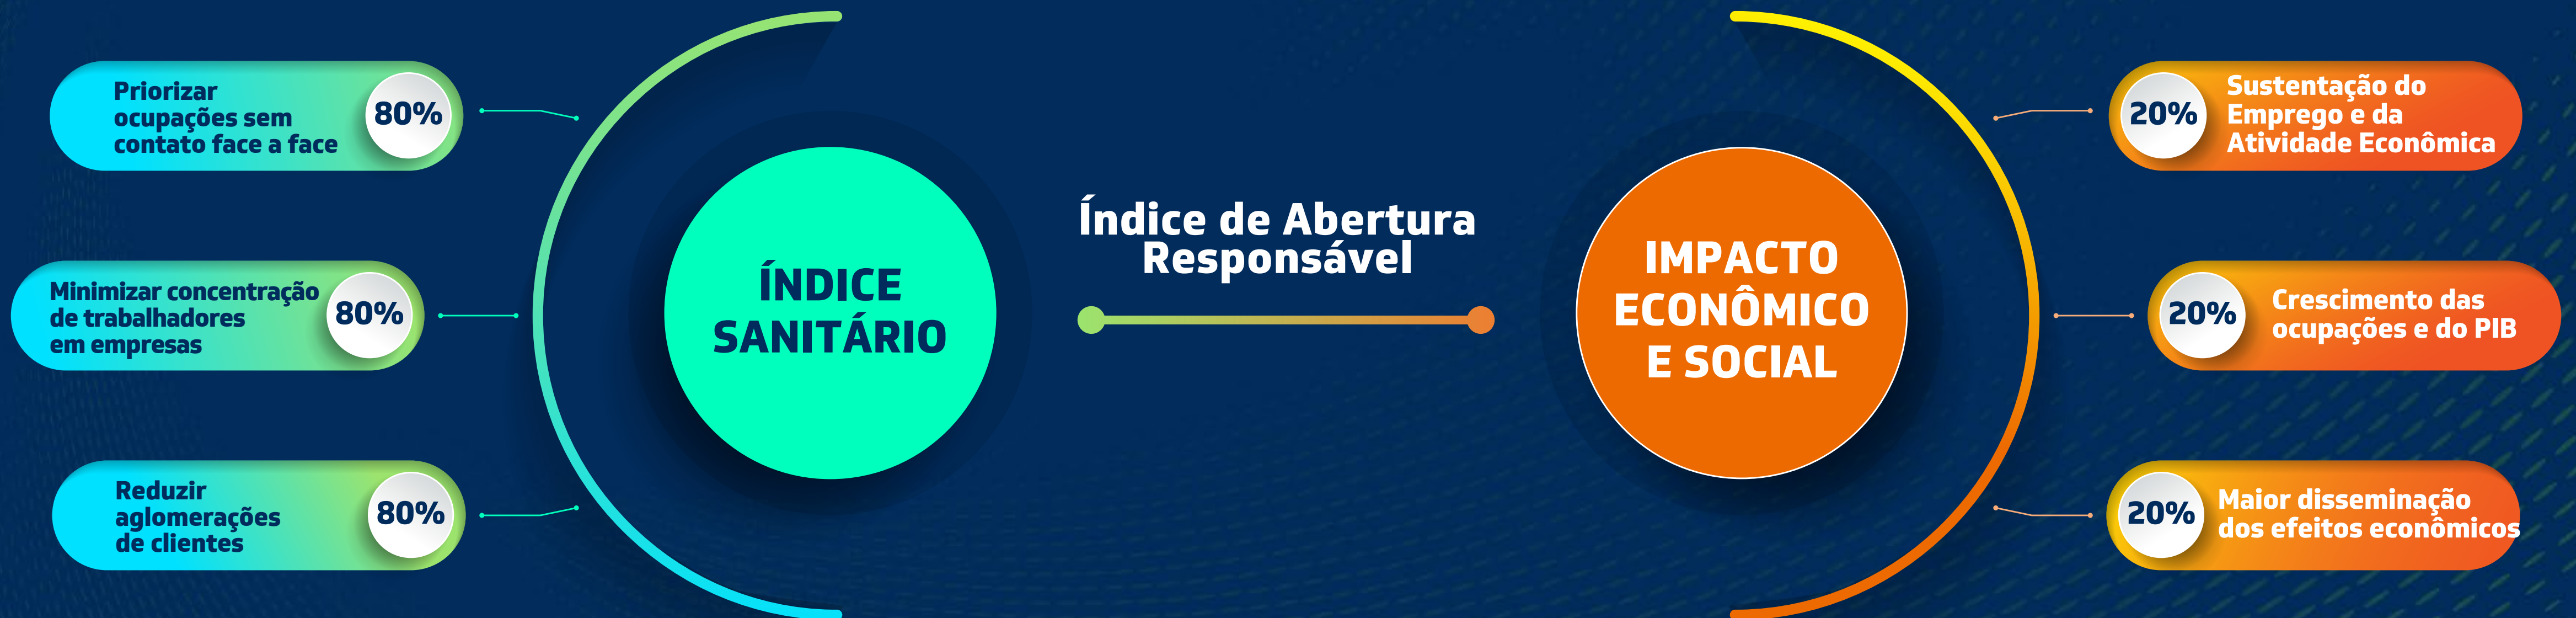 Priorizar
ocupações sem
contato face a face
80%
Minimizar concentração
de trabalhadores
em empresas
80%
Reduzir
aglomerações
de clientes
80%
ÍNDICE
SANITÁRIO
Índice de Abertura
Responsável
IMPACTO
ECONÔMICO
E SOCIAL
20%
Sustentação do
Emprego e da
Atividade Econômica
20%
Crescimento das
ocupações e do PIB
20%
Maior disseminação
dos efeitos econômicos